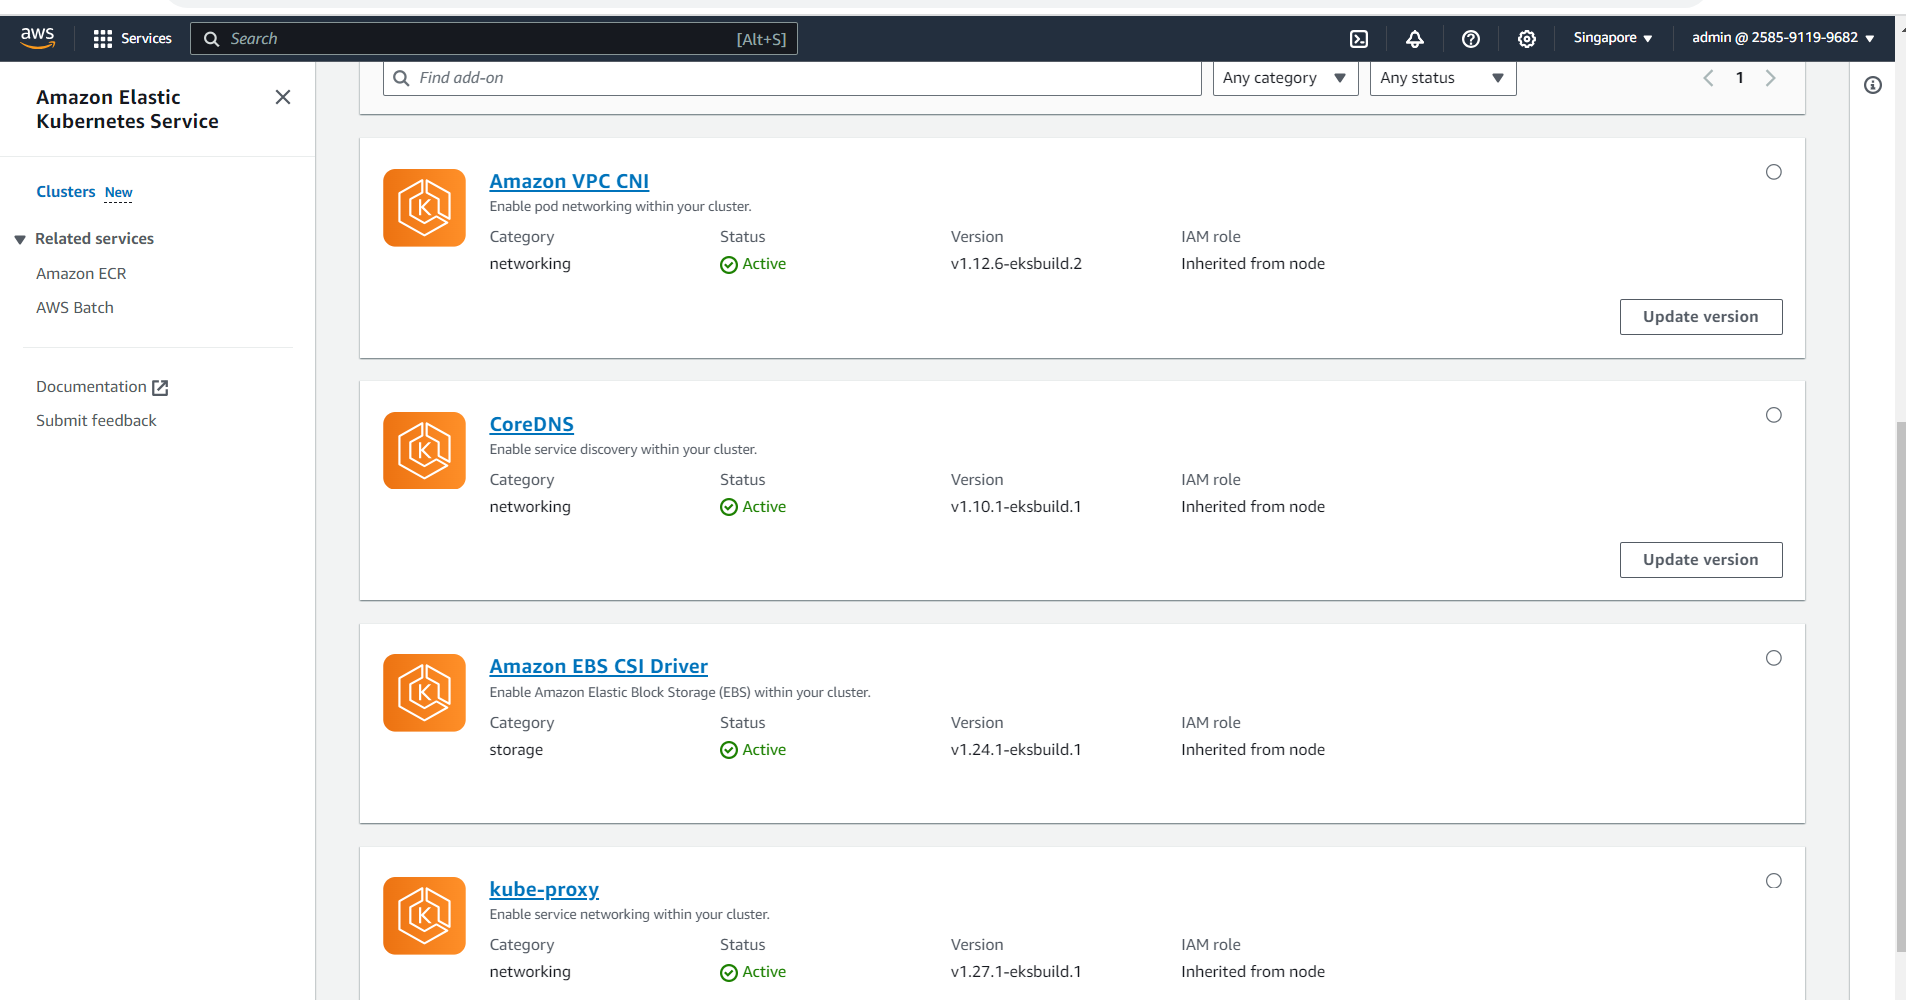 aws Services Search [Alt+S] Singapore admin @ 2585-9119-9682
Amazon Elastic
Kubernetes Service
Clusters New
Related services
Amazon ECR
AWS Batch
Documentation
Submit feedback
Find add-on Any category Any status 1
Amazon VPC CNI
Enable pod networking within your cluster.
Category Status Version IAM role
networking Active v1.12.6-eksbuild.2 Inherited from node
Update version
CoreDNS
Enable service discovery within your cluster.
Category Status Version IAM role
networking Active v1.10.1-eksbuild.1 Inherited from node
Update version
Amazon EBS CSI Driver
Enable Amazon Elastic Block Storage (EBS) within your cluster.
Category Status Version IAM role
storage Active v1.24.1-eksbuild.1 Inherited from node
kube-proxy
Enable service networking within your cluster.
Category Status Version IAM role
networking Active v1.27.1-eksbuild.1 Inherited from node